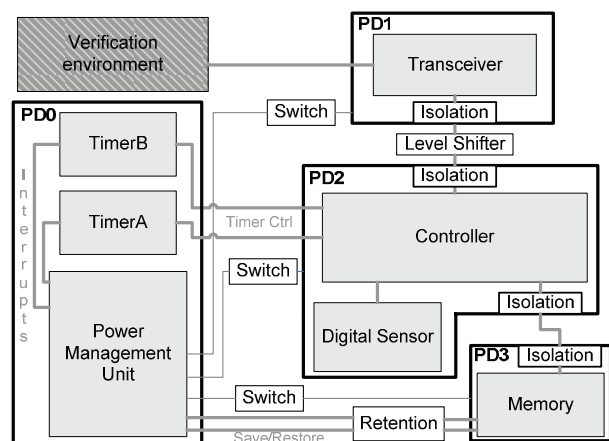 Verification
environment
PD1
Transceiver
Isolation
Switch
Level Shifter
PD0
TimerB
Interrupts
TimerA
Timer Ctrl
PD2
Isolation
Controller
Switch
Isolation
Digital Sensor
Power
Management
Unit
PD3
Isolation
Switch
Memory
Retention
Save/Restore